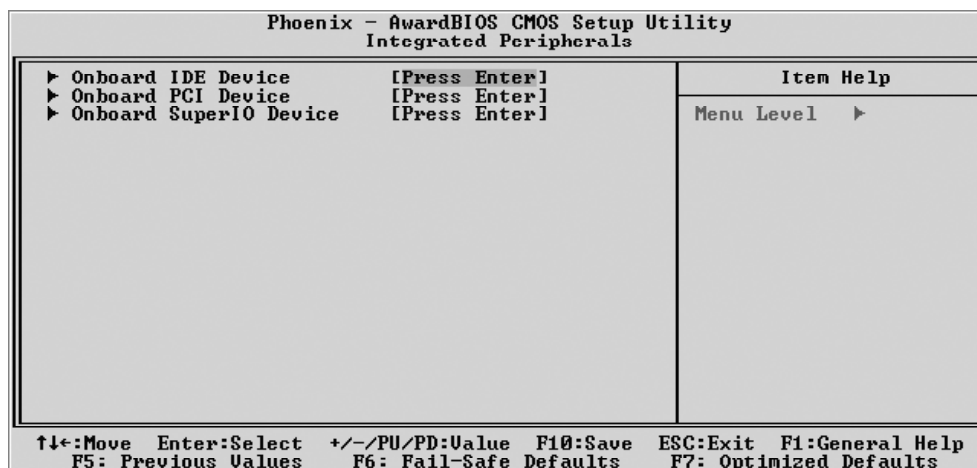 Phoenix – AwardBIOS CMOS Setup Utility
Integrated Peripherals
▶ Onboard IDE Device [Press Enter]
▶ Onboard PCI Device [Press Enter]
▶ Onboard SuperIO Device [Press Enter]
Item Help
Menu Level ▶
↑↓←:Move Enter:Select +/-/PU/PD:Value F10:Save ESC:Exit F1:General Help
F5: Previous Values F6: Fail-Safe Defaults F7: Optimized Defaults